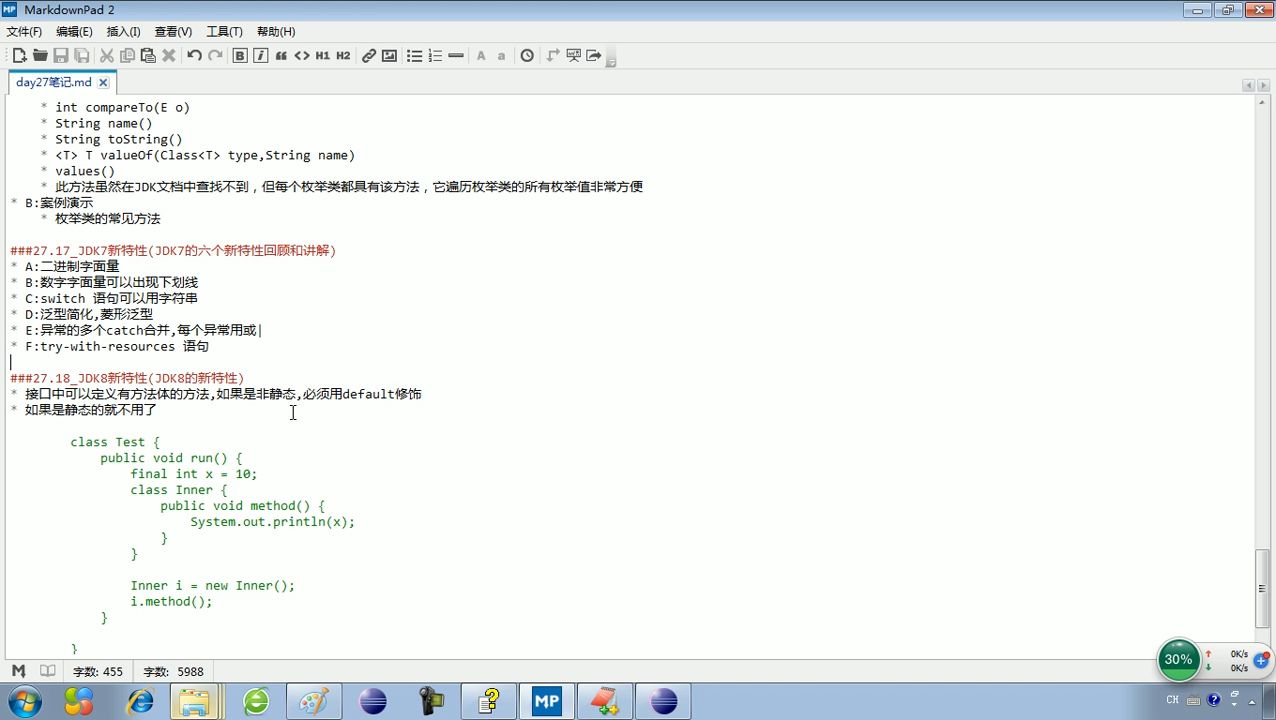 MarkdownPad 2
文件(F) 编辑(E) 插入(I) 查看(V) 工具(T) 帮助(H)
B i “ <> H1 H2 A a
day27笔记.md
* int compareTo(E o)
* String name()
* String toString()
* <T> T valueOf(Class<T> type,String name)
* values()
* 此方法虽然在JDK文档中查找不到，但每个枚举类都具有该方法，它遍历枚举类的所有枚举值非常方便
* B:案例演示
* 枚举类的常见方法
###27.17_JDK7新特性(JDK7的六个新特性回顾和讲解)
* A:二进制字面量
* B:数字字面量可以出现下划线
* C:switch 语句可以用字符串
* D:泛型简化,菱形泛型
* E:异常的多个catch合并,每个异常用或|
* F:try-with-resources 语句
###27.18_JDK8新特性(JDK8的新特性)
* 接口中可以定义有方法体的方法,如果是非静态,必须用default修饰
* 如果是静态的就不用了
class Test {
public void run() {
final int x = 10;
class Inner {
public void method() {
System.out.println(x);
}
}
Inner i = new Inner();
i.method();
}
}
字数: 455 字数: 5988
30% 0K/s
0K/s
MP
CH